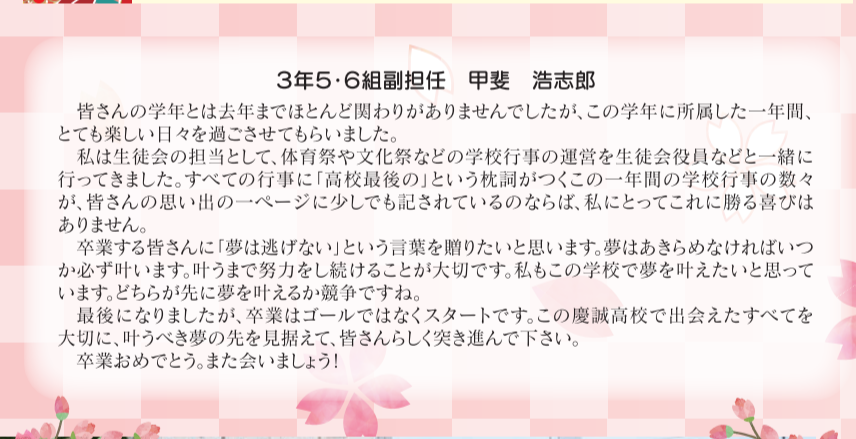 3年5・6組副担任　甲斐　浩志郎
　皆さんの学年とは去年までほとんど関わりがありませんでしたが、この学年に所属した一年間、
とても楽しい日々を過ごさせてもらいました。
　私は生徒会の担当として、体育祭や文化祭などの学校行事の運営を生徒会役員などと一緒に
行ってきました。すべての行事に「高校最後の」という枕詞がつくこの一年間の学校行事の数々
が、皆さんの思い出の一ページに少しでも記されているのならば、私にとってこれに勝る喜びは
ありません。
　卒業する皆さんに「夢は逃げない」という言葉を贈りたいと思います。夢はあきらめなければいつ
か必ず叶います。叶うまで努力をし続けることが大切です。私もこの学校で夢を叶えたいと思って
います。どちらが先に夢を叶えるか競争ですね。
　最後になりましたが、卒業はゴールではなくスタートです。この慶誠高校で出会えたすべてを
大切に、叶うべき夢の先を見据えて、皆さんらしく突き進んで下さい。
　卒業おめでとう。また会いましょう！